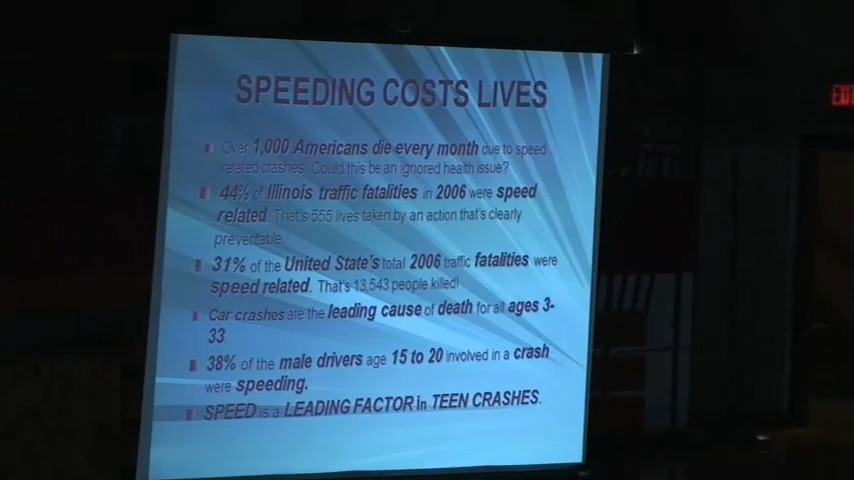 SPEEDING COSTS LIVES
Over 1,000 Americans die every month due to speed
related crashes. Could this be an ignored health issue?
44% of Illinois traffic fatalities in 2006 were speed
related. That's 555 lives taken by an action that's clearly
preventable.
31% of the United State's total 2006 traffic fatalities were
speed related. That's 13,543 people killed!
Car crashes are the leading cause of death for all ages 3-
33.
38% of the male drivers age 15 to 20 involved in a crash
were speeding.
SPEED is a LEADING FACTOR in TEEN CRASHES.
EXIT